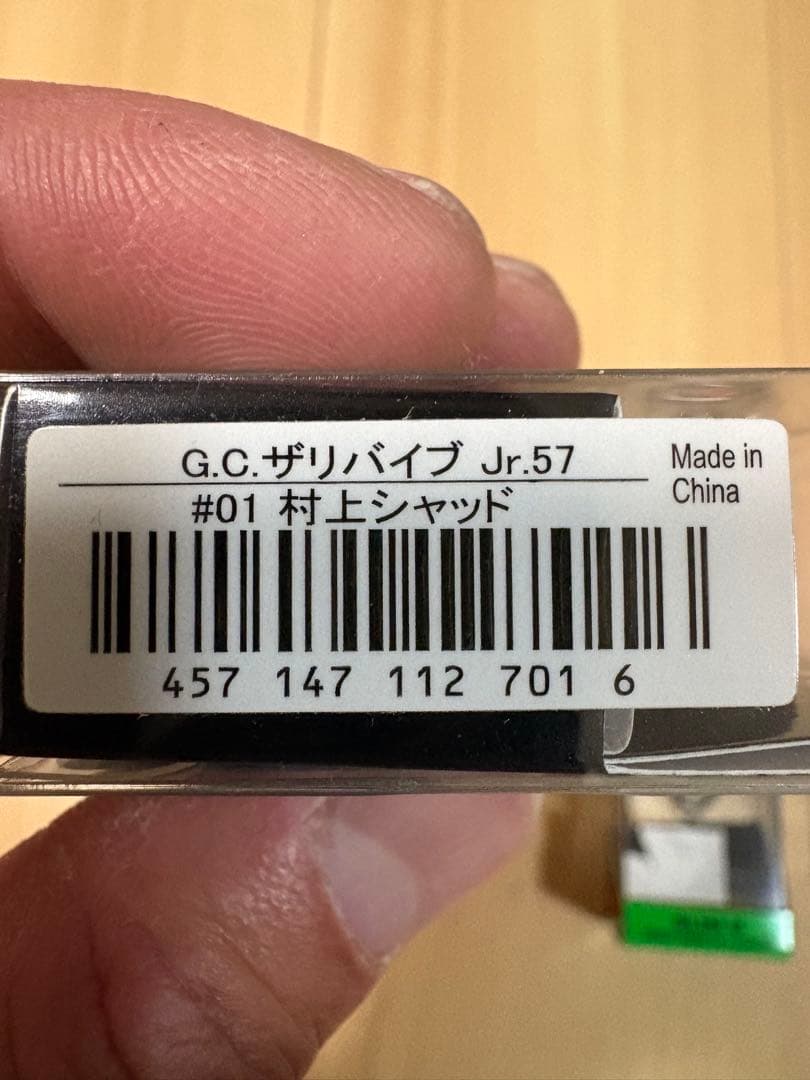 G.C.ザリバイブ Jr.57
#01 村上シャッド
Made in
China
457 147 112 701 6